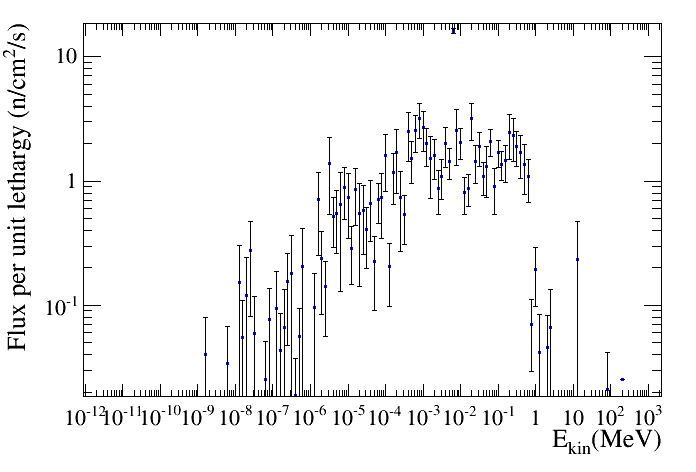 Flux per unit lethargy (n/cm²/s)
10
1
10⁻¹
10⁻¹² 10⁻¹¹ 10⁻¹⁰ 10⁻⁹ 10⁻⁸ 10⁻⁷ 10⁻⁶ 10⁻⁵ 10⁻⁴ 10⁻³ 10⁻² 10⁻¹ 1 10 10² 10³
E_kin(MeV)